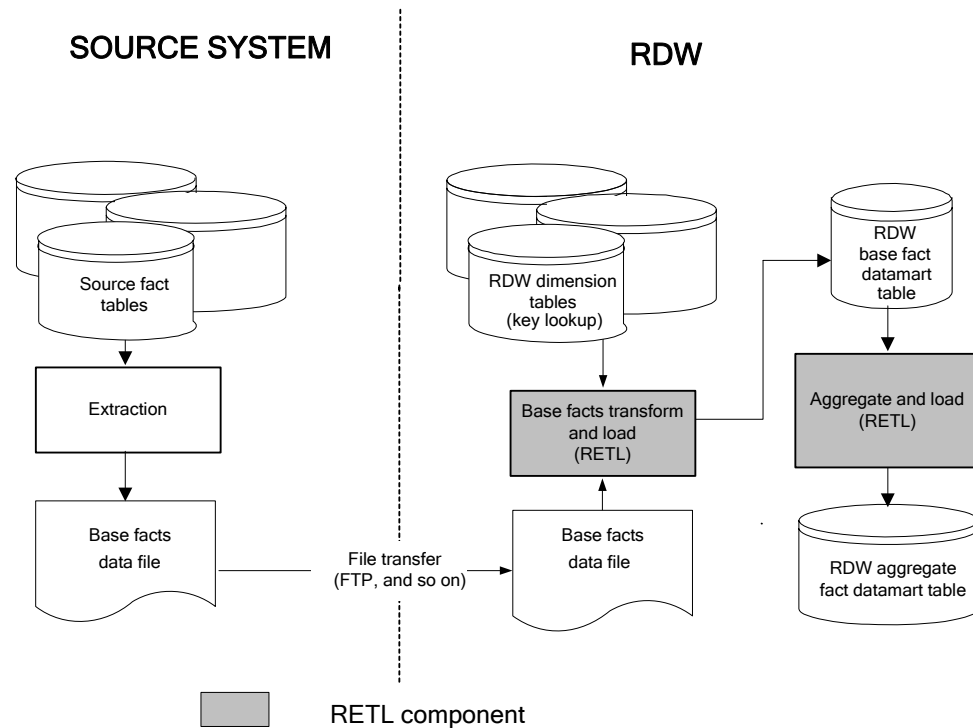 SOURCE SYSTEM
RDW
Source fact
tables
Extraction
Base facts
data file
File transfer
(FTP, and so on)
RDW dimension
tables
(key lookup)
Base facts transform
and load
(RETL)
Base facts
data file
RDW
base fact
datamart
table
Aggregate and load
(RETL)
RDW aggregate
fact datamart table
RETL component